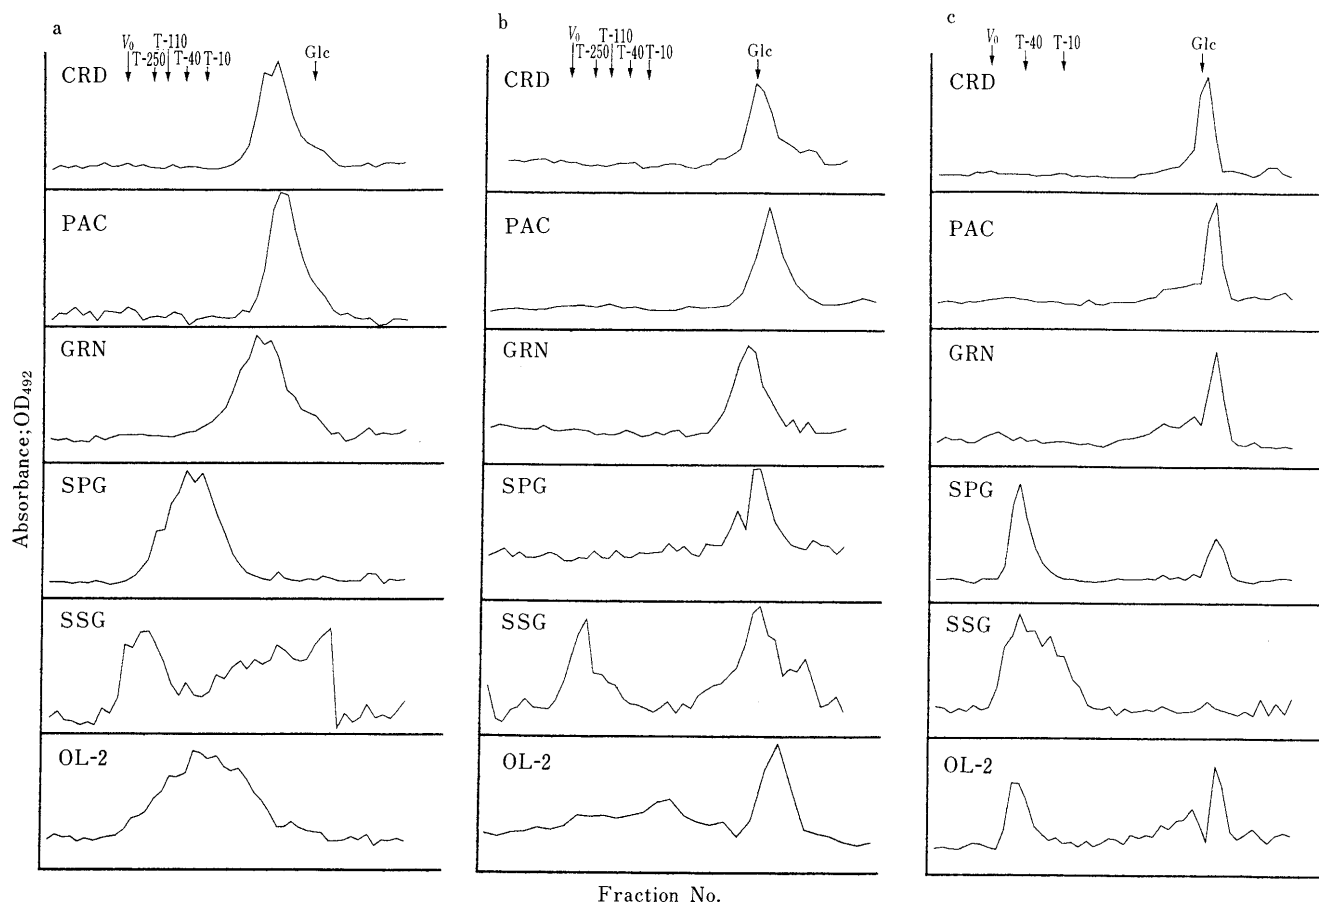 a
V₀ T-110
T-250 T-40 T-10 Glc
CRD
PAC
GRN
SPG
SSG
OL-2
b
V₀ T-110
T-250 T-40 T-10 Glc
CRD
PAC
GRN
SPG
SSG
OL-2
c
V₀ T-40 T-10 Glc
CRD
PAC
GRN
SPG
SSG
OL-2
Absorbance; OD₄₉₂
Fraction No.